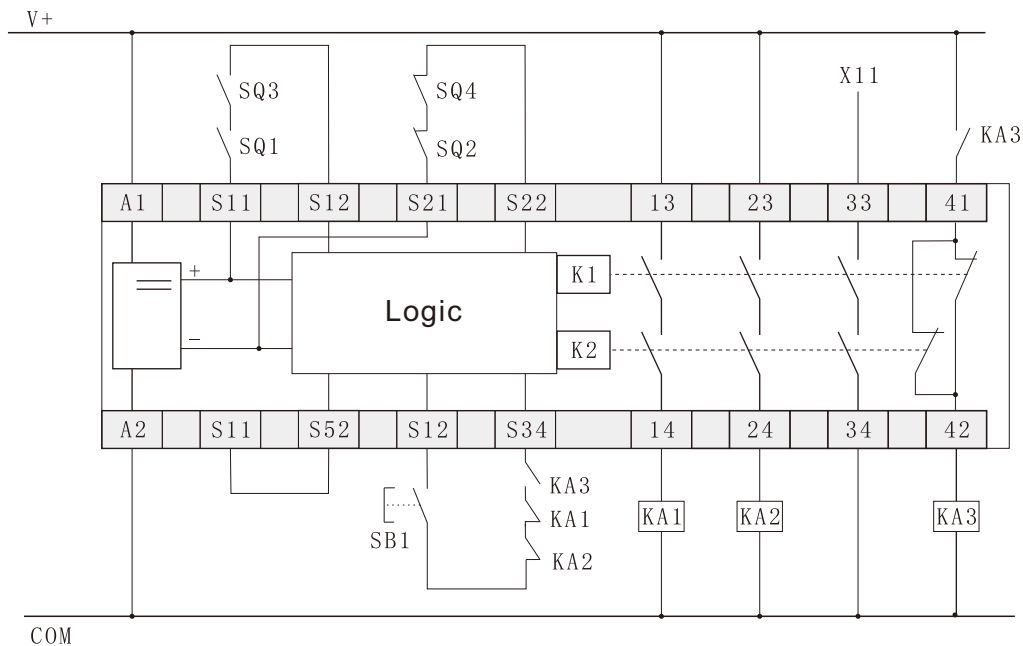 V+
X11
SQ3
SQ4
KA3
SQ1
SQ2
A1 S11 S12 S21 S22 13 23 33 41
+
K1
Logic
−
K2
A2 S11 S52 S12 S34 14 24 34 42
KA3
KA1
KA1
KA2
KA3
SB1
KA2
COM